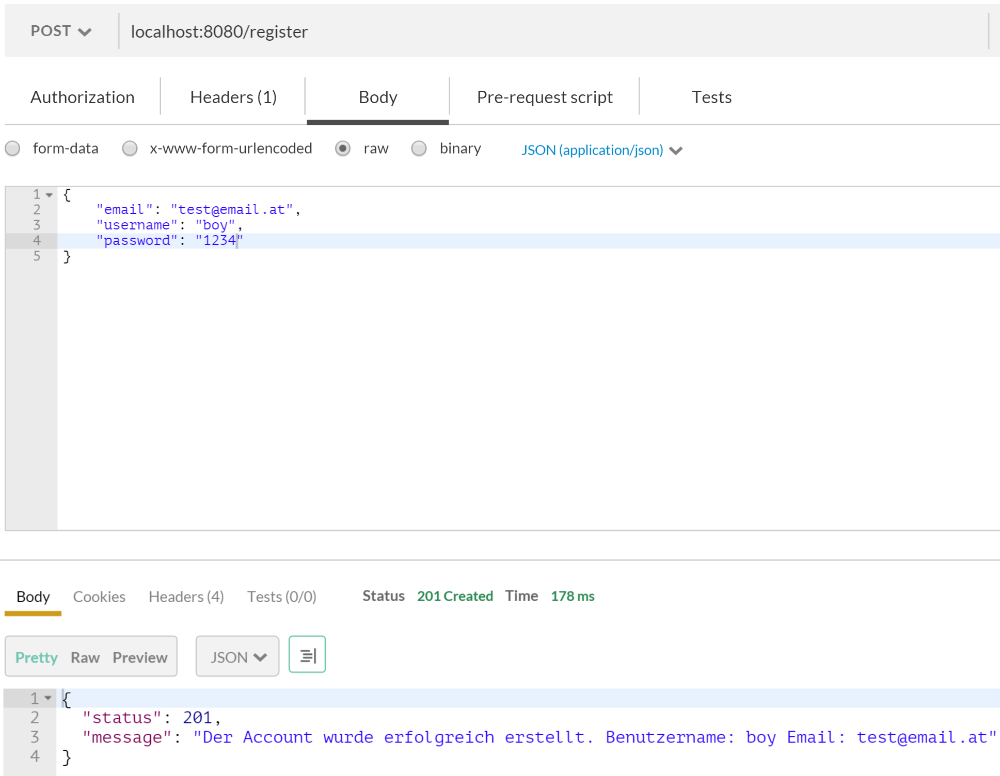 POST localhost:8080/register
Authorization Headers (1) Body Pre-request script Tests
form-data x-www-form-urlencoded raw binary JSON (application/json)
1 {
2 "email": "test@email.at",
3 "username": "boy",
4 "password": "1234"
5 }
Body Cookies Headers (4) Tests (0/0) Status 201 Created Time 178 ms
Pretty Raw Preview JSON
1 {
2 "status": 201,
3 "message": "Der Account wurde erfolgreich erstellt. Benutzername: boy Email: test@email.at"
4 }